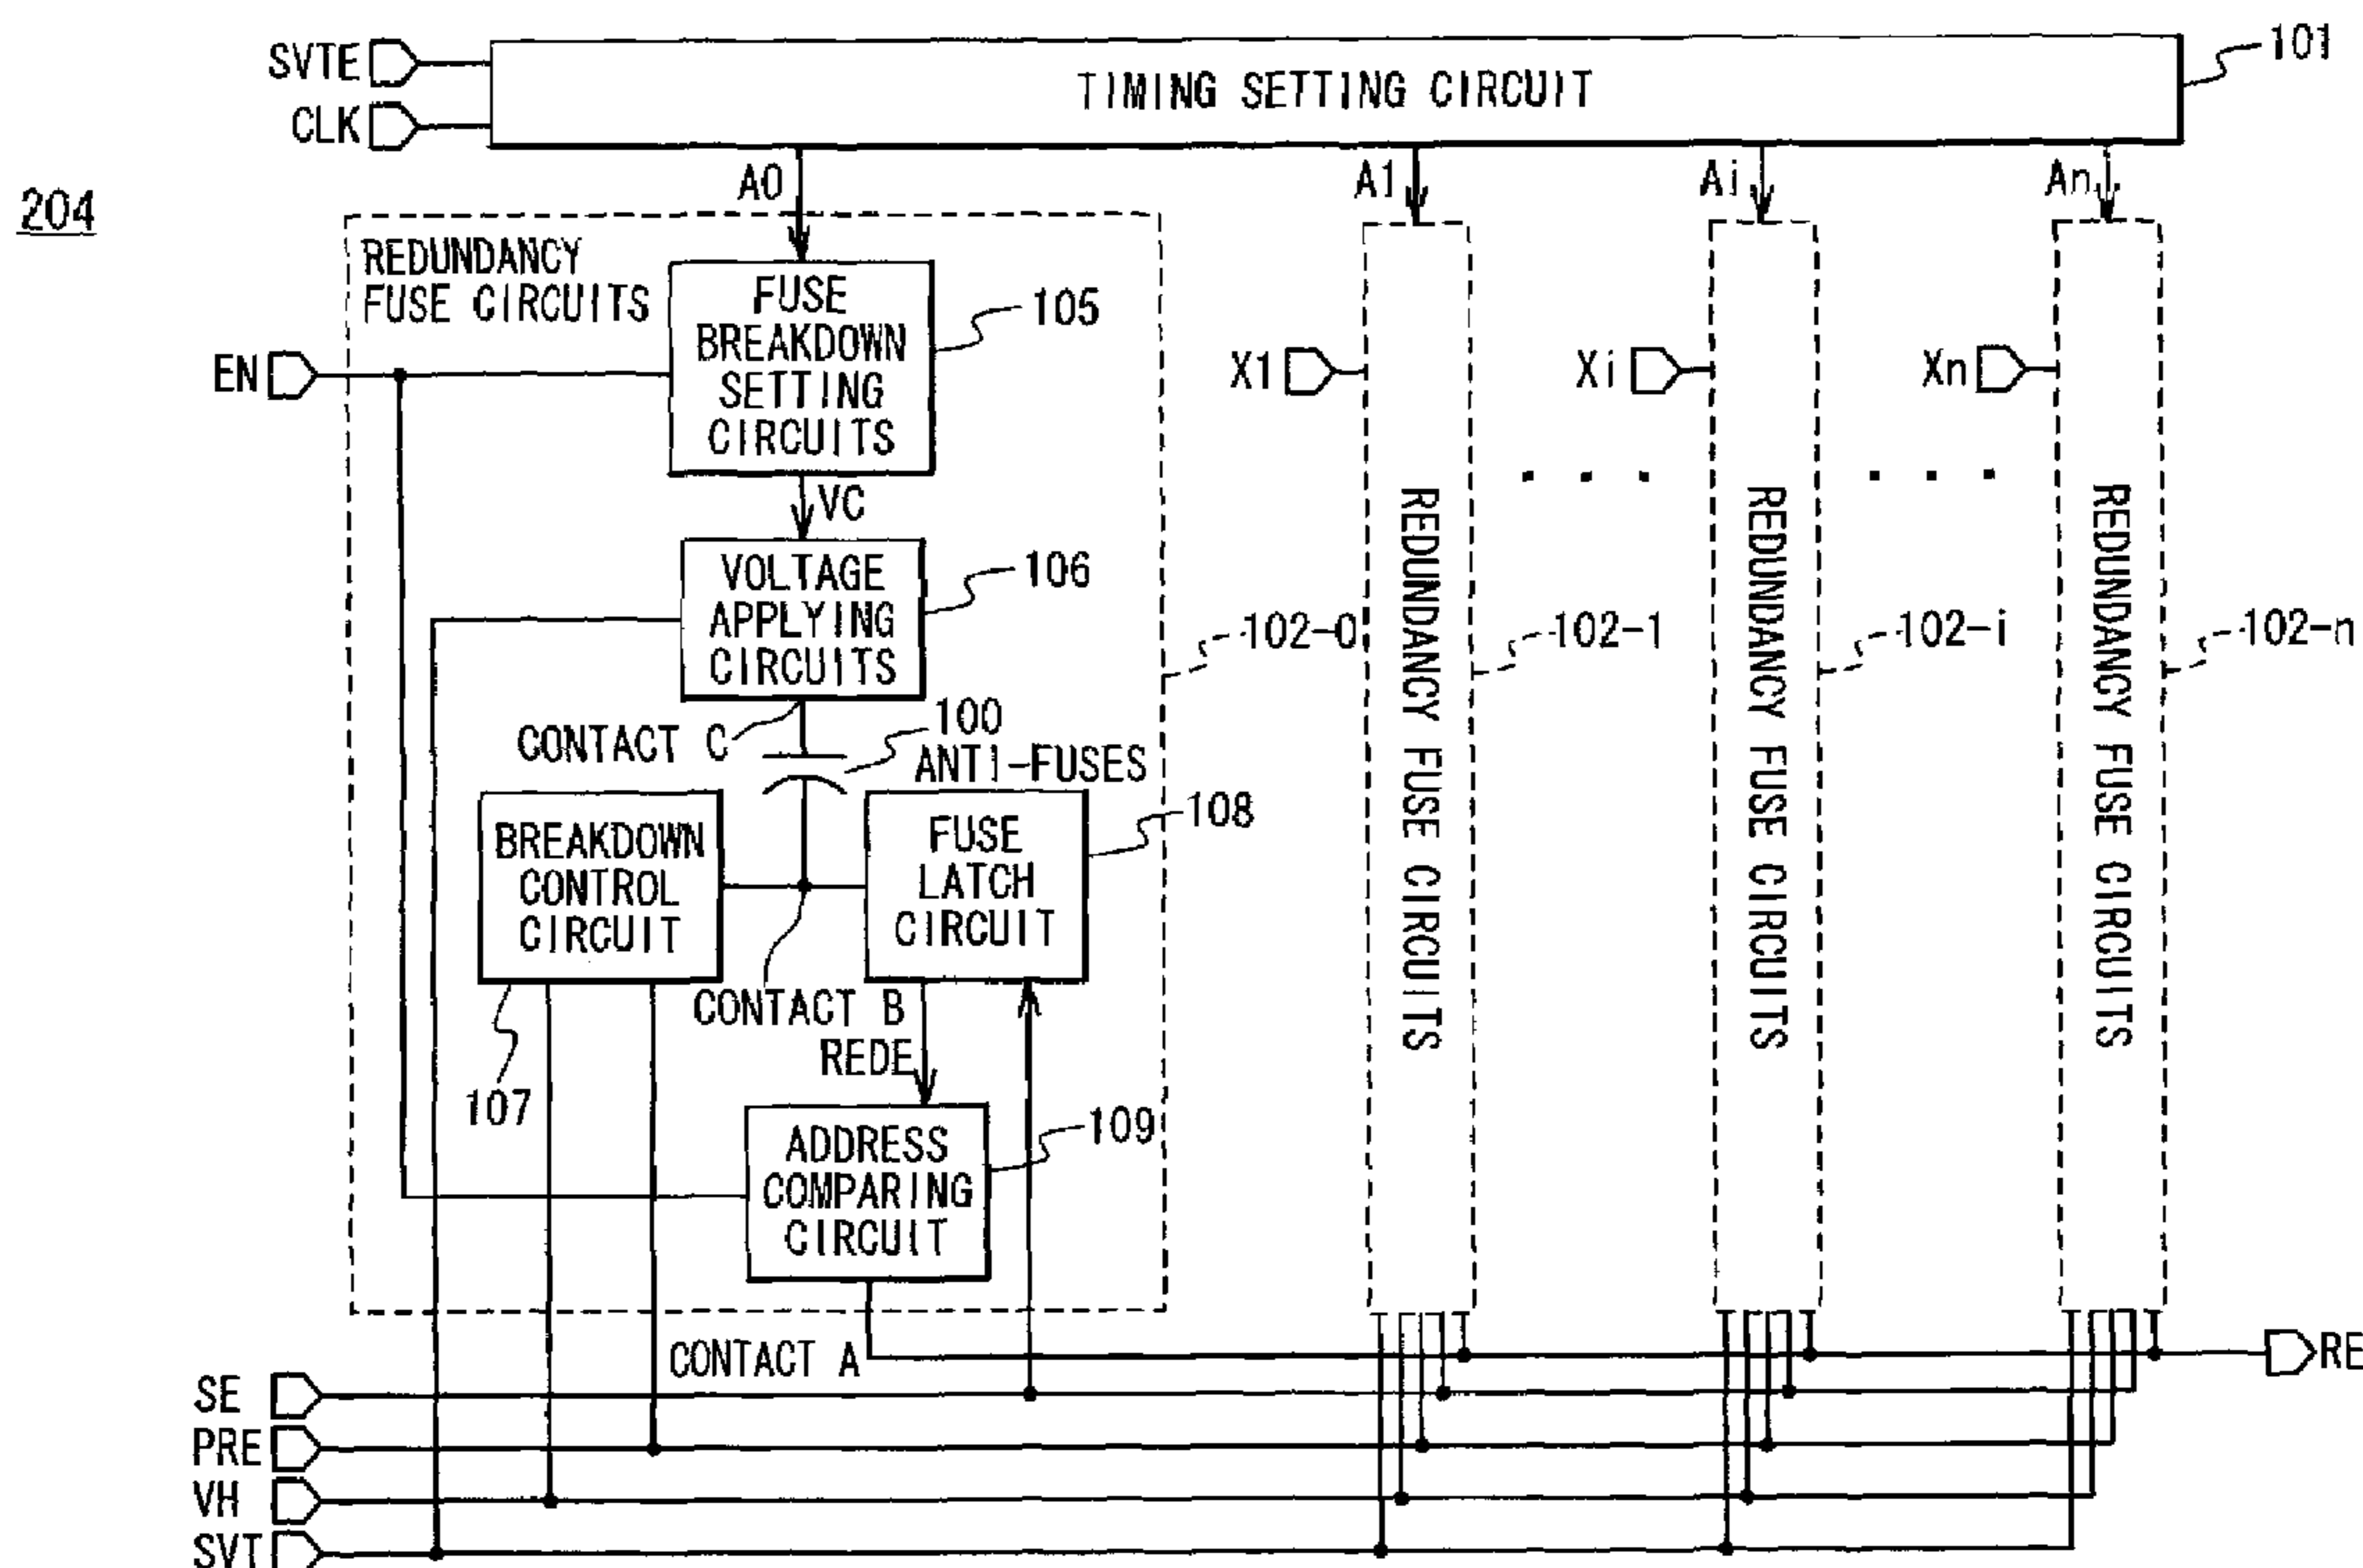 SVTE
CLK
TIMING SETTING CIRCUIT
101
204
A0
A1
Ai
An
REDUNDANCY
FUSE CIRCUITS
EN
FUSE
BREAKDOWN
SETTING
CIRCUITS
105
X1
Xi
Xn
VC
. . .
. . .
VOLTAGE
APPLYING
CIRCUITS
106
102-0
102-1
102-i
102-n
REDUNDANCY FUSE CIRCUITS
REDUNDANCY FUSE CIRCUITS
REDUNDANCY FUSE CIRCUITS
CONTACT C
100
ANTI-FUSES
BREAKDOWN
CONTROL
CIRCUIT
FUSE
LATCH
CIRCUIT
108
CONTACT B
REDE
107
ADDRESS
COMPARING
CIRCUIT
109
CONTACT A
RE
SE
PRE
VH
SVT